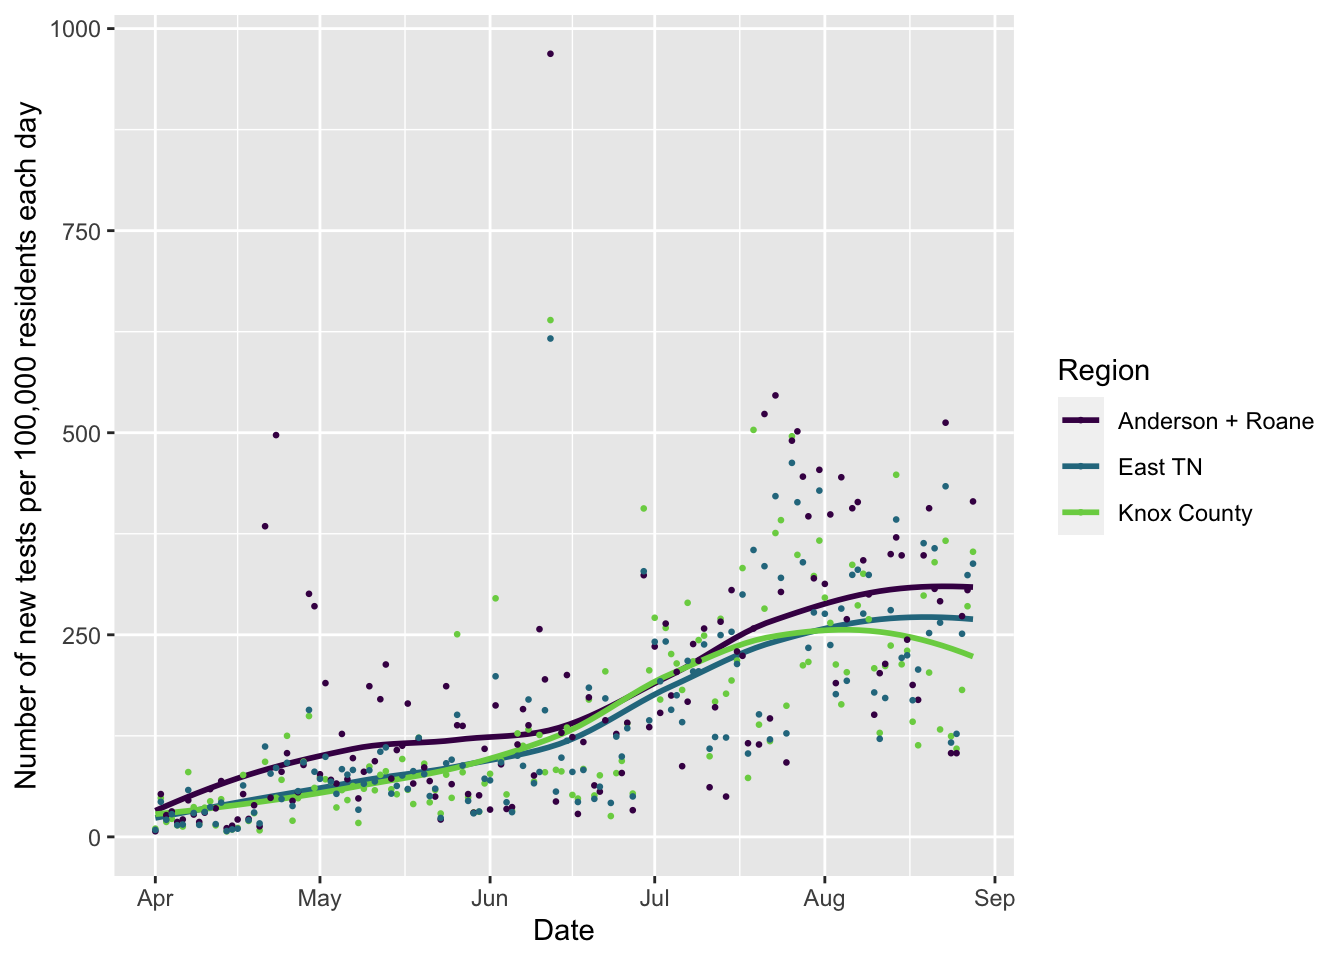 1000
750
500
250
0
Number of new tests per 100,000 residents each day
Apr
May
Jun
Jul
Aug
Sep
Date
Region
Anderson + Roane
East TN
Knox County